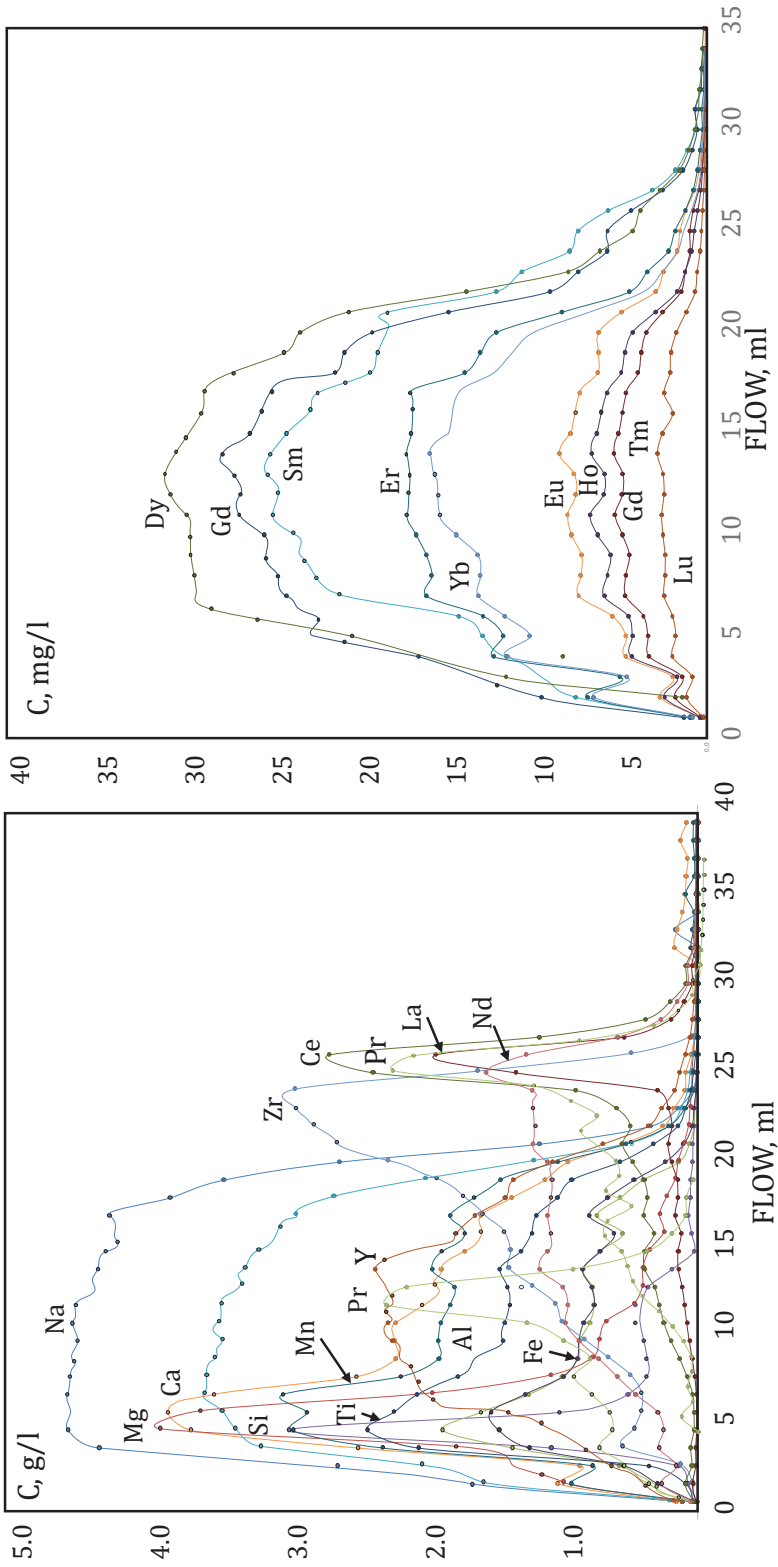 C, g/l
5.0
4.0
3.0
2.0
1.0
Na
Ca
Mg
Si
Ti
Mn
Pr
Y
Al
Fe
Zr
Ce
Pr
La
Nd
0
5
10
15
20
25
30
35
40
FLOW, ml
C, mg/l
40
35
30
25
20
15
10
5
Dy
Gd
Sm
Er
Yb
Eu
Ho
Gd
Tm
Lu
0,0
0
5
10
15
20
25
30
35
FLOW, ml